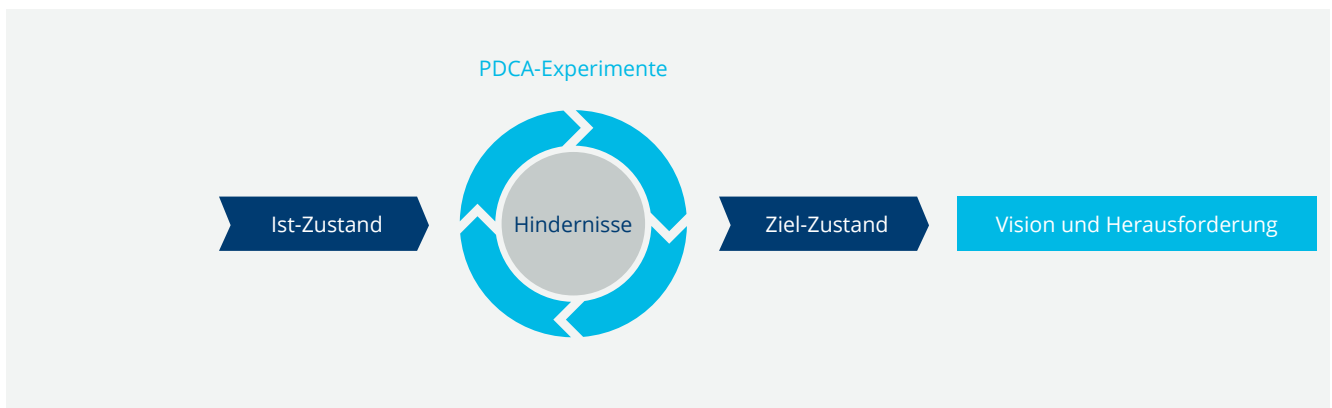 PDCA-Experimente
Ist-Zustand
Hindernisse
Ziel-Zustand
Vision und Herausforderung